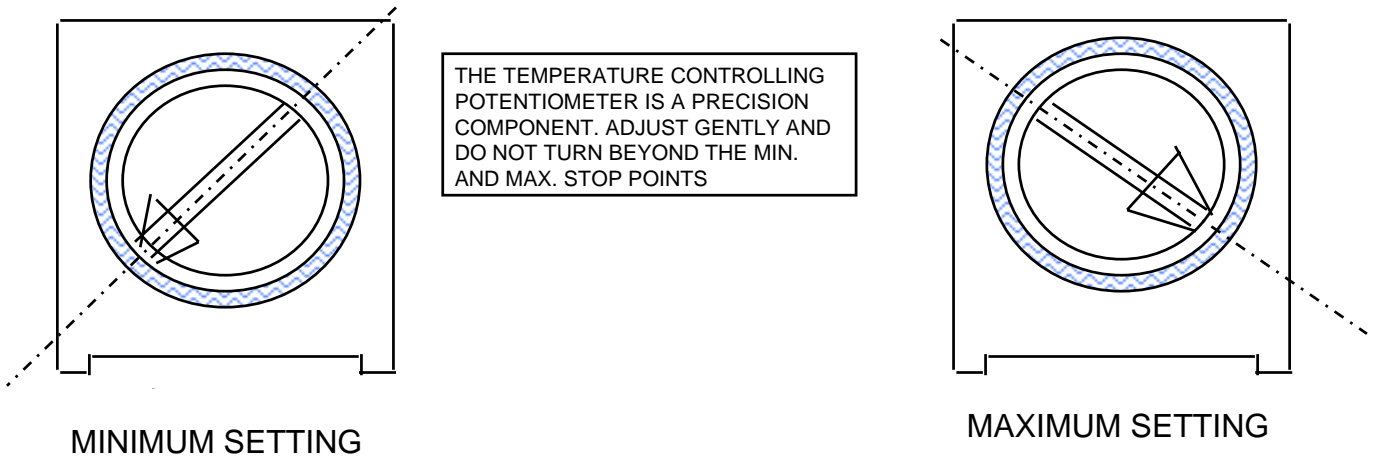 THE TEMPERATURE CONTROLLING
POTENTIOMETER IS A PRECISION
COMPONENT. ADJUST GENTLY AND
DO NOT TURN BEYOND THE MIN.
AND MAX. STOP POINTS
MINIMUM SETTING
MAXIMUM SETTING